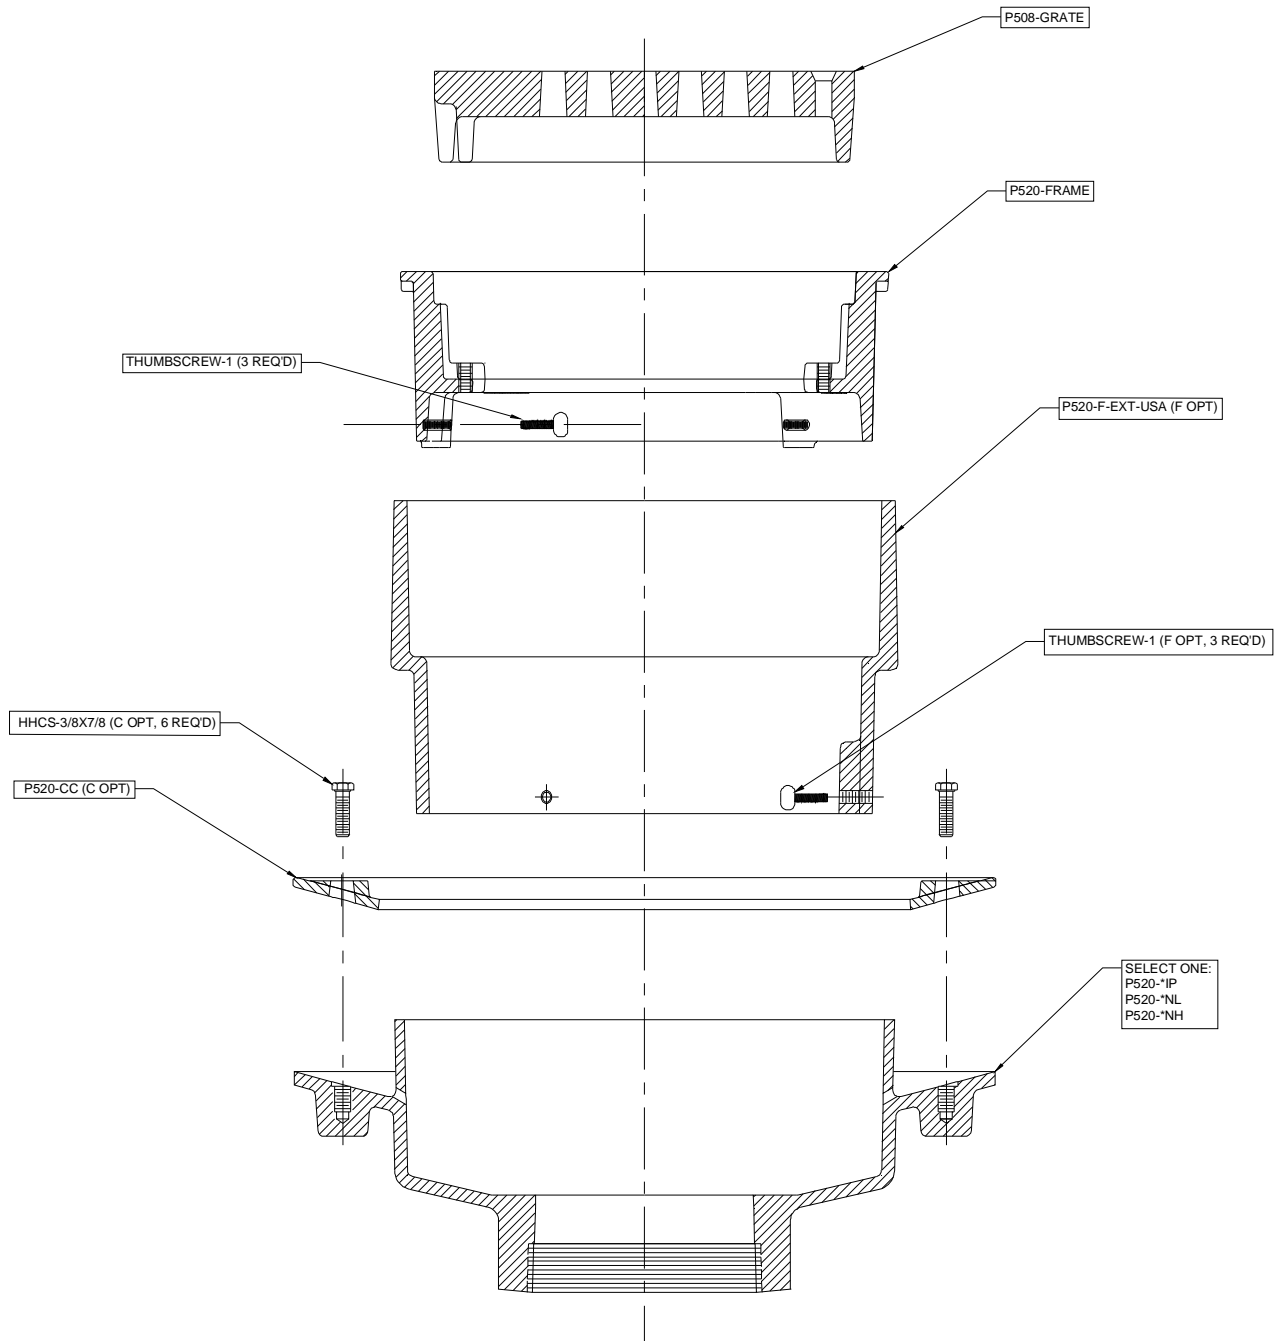 P508-GRATE
P520-FRAME
THUMBSCREW-1 (3 REQ'D)
P520-F-EXT-USA (F OPT)
THUMBSCREW-1 (F OPT, 3 REQ'D)
HHCS-3/8X7/8 (C OPT, 6 REQ'D)
P520-CC (C OPT)
SELECT ONE:
P520-*IP
P520-*NL
P520-*NH